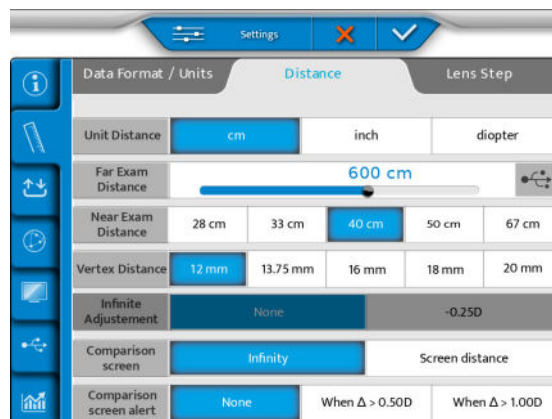 Settings
Data Format / Units Distance Lens Step
Unit Distance cm inch diopter
Far Exam Distance 600 cm
Near Exam Distance 28 cm 33 cm 40 cm 50 cm 67 cm
Vertex Distance 12 mm 13.75 mm 16 mm 18 mm 20 mm
Infinite Adjustement None -0.25D
Comparison screen Infinity Screen distance
Comparison screen alert None When Δ > 0.50D When Δ > 1.00D